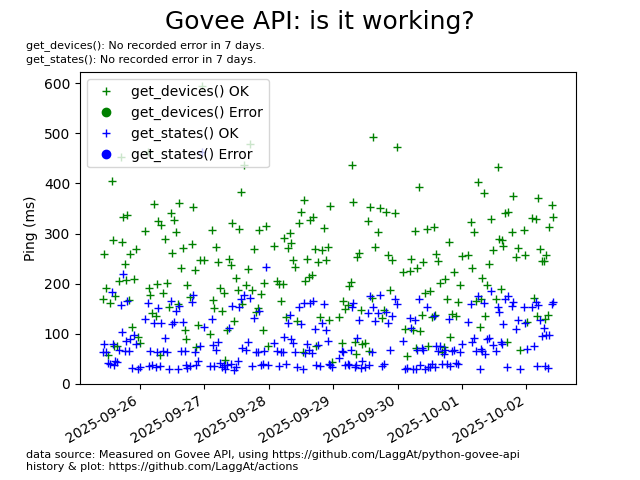 Govee API: is it working?
get_devices(): No recorded error in 7 days.
get_states(): No recorded error in 7 days.
get_devices() OK
get_devices() Error
get_states() OK
get_states() Error
Ping (ms)
600
500
400
300
200
100
0
2025-09-26
2025-09-27
2025-09-28
2025-09-29
2025-09-30
2025-10-01
2025-10-02
data source: Measured on Govee API, using https://github.com/LaggAt/python-govee-api
history & plot: https://github.com/LaggAt/actions